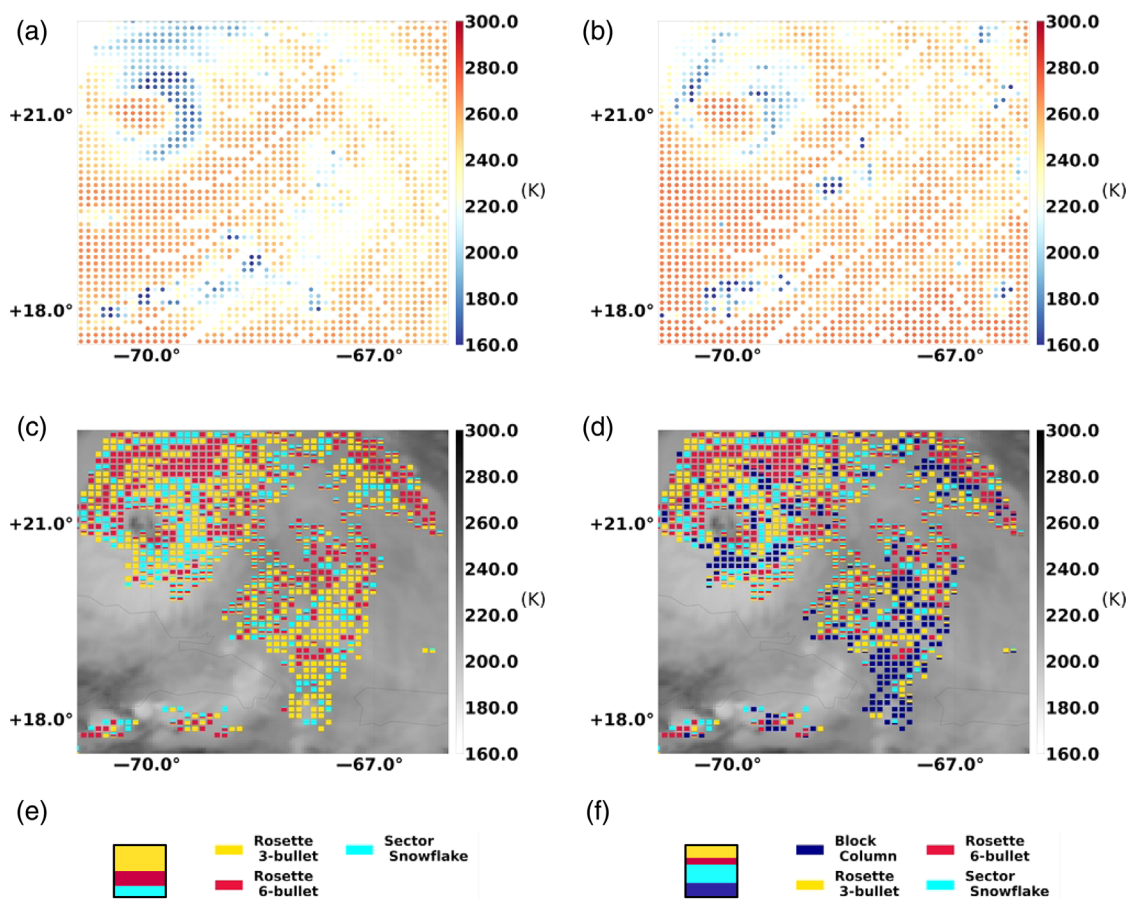 (a)
300.0
280.0
260.0
240.0
(K)
220.0
200.0
180.0
160.0
+21.0°
+18.0°
−70.0°
−67.0°
(b)
300.0
280.0
260.0
240.0
(K)
220.0
200.0
180.0
160.0
+21.0°
+18.0°
−70.0°
−67.0°
(c)
300.0
280.0
260.0
240.0
(K)
220.0
200.0
180.0
160.0
+21.0°
+18.0°
−70.0°
−67.0°
(d)
300.0
280.0
260.0
240.0
(K)
220.0
200.0
180.0
160.0
+21.0°
+18.0°
−70.0°
−67.0°
(e)
Rosette
3-bullet
Sector
Snowflake
Rosette
6-bullet
(f)
Block
Column
Rosette
6-bullet
Rosette
3-bullet
Sector
Snowflake